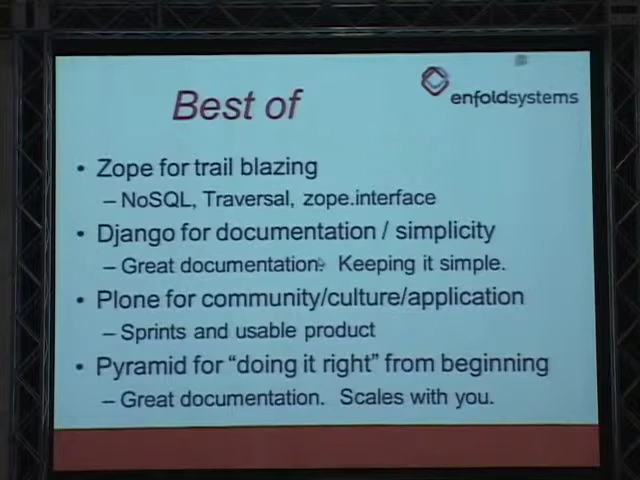 Best of
enfoldsystems
• Zope for trail blazing
– NoSQL, Traversal, zope.interface
• Django for documentation / simplicity
– Great documentation. Keeping it simple.
• Plone for community/culture/application
– Sprints and usable product
• Pyramid for “doing it right” from beginning
– Great documentation. Scales with you.